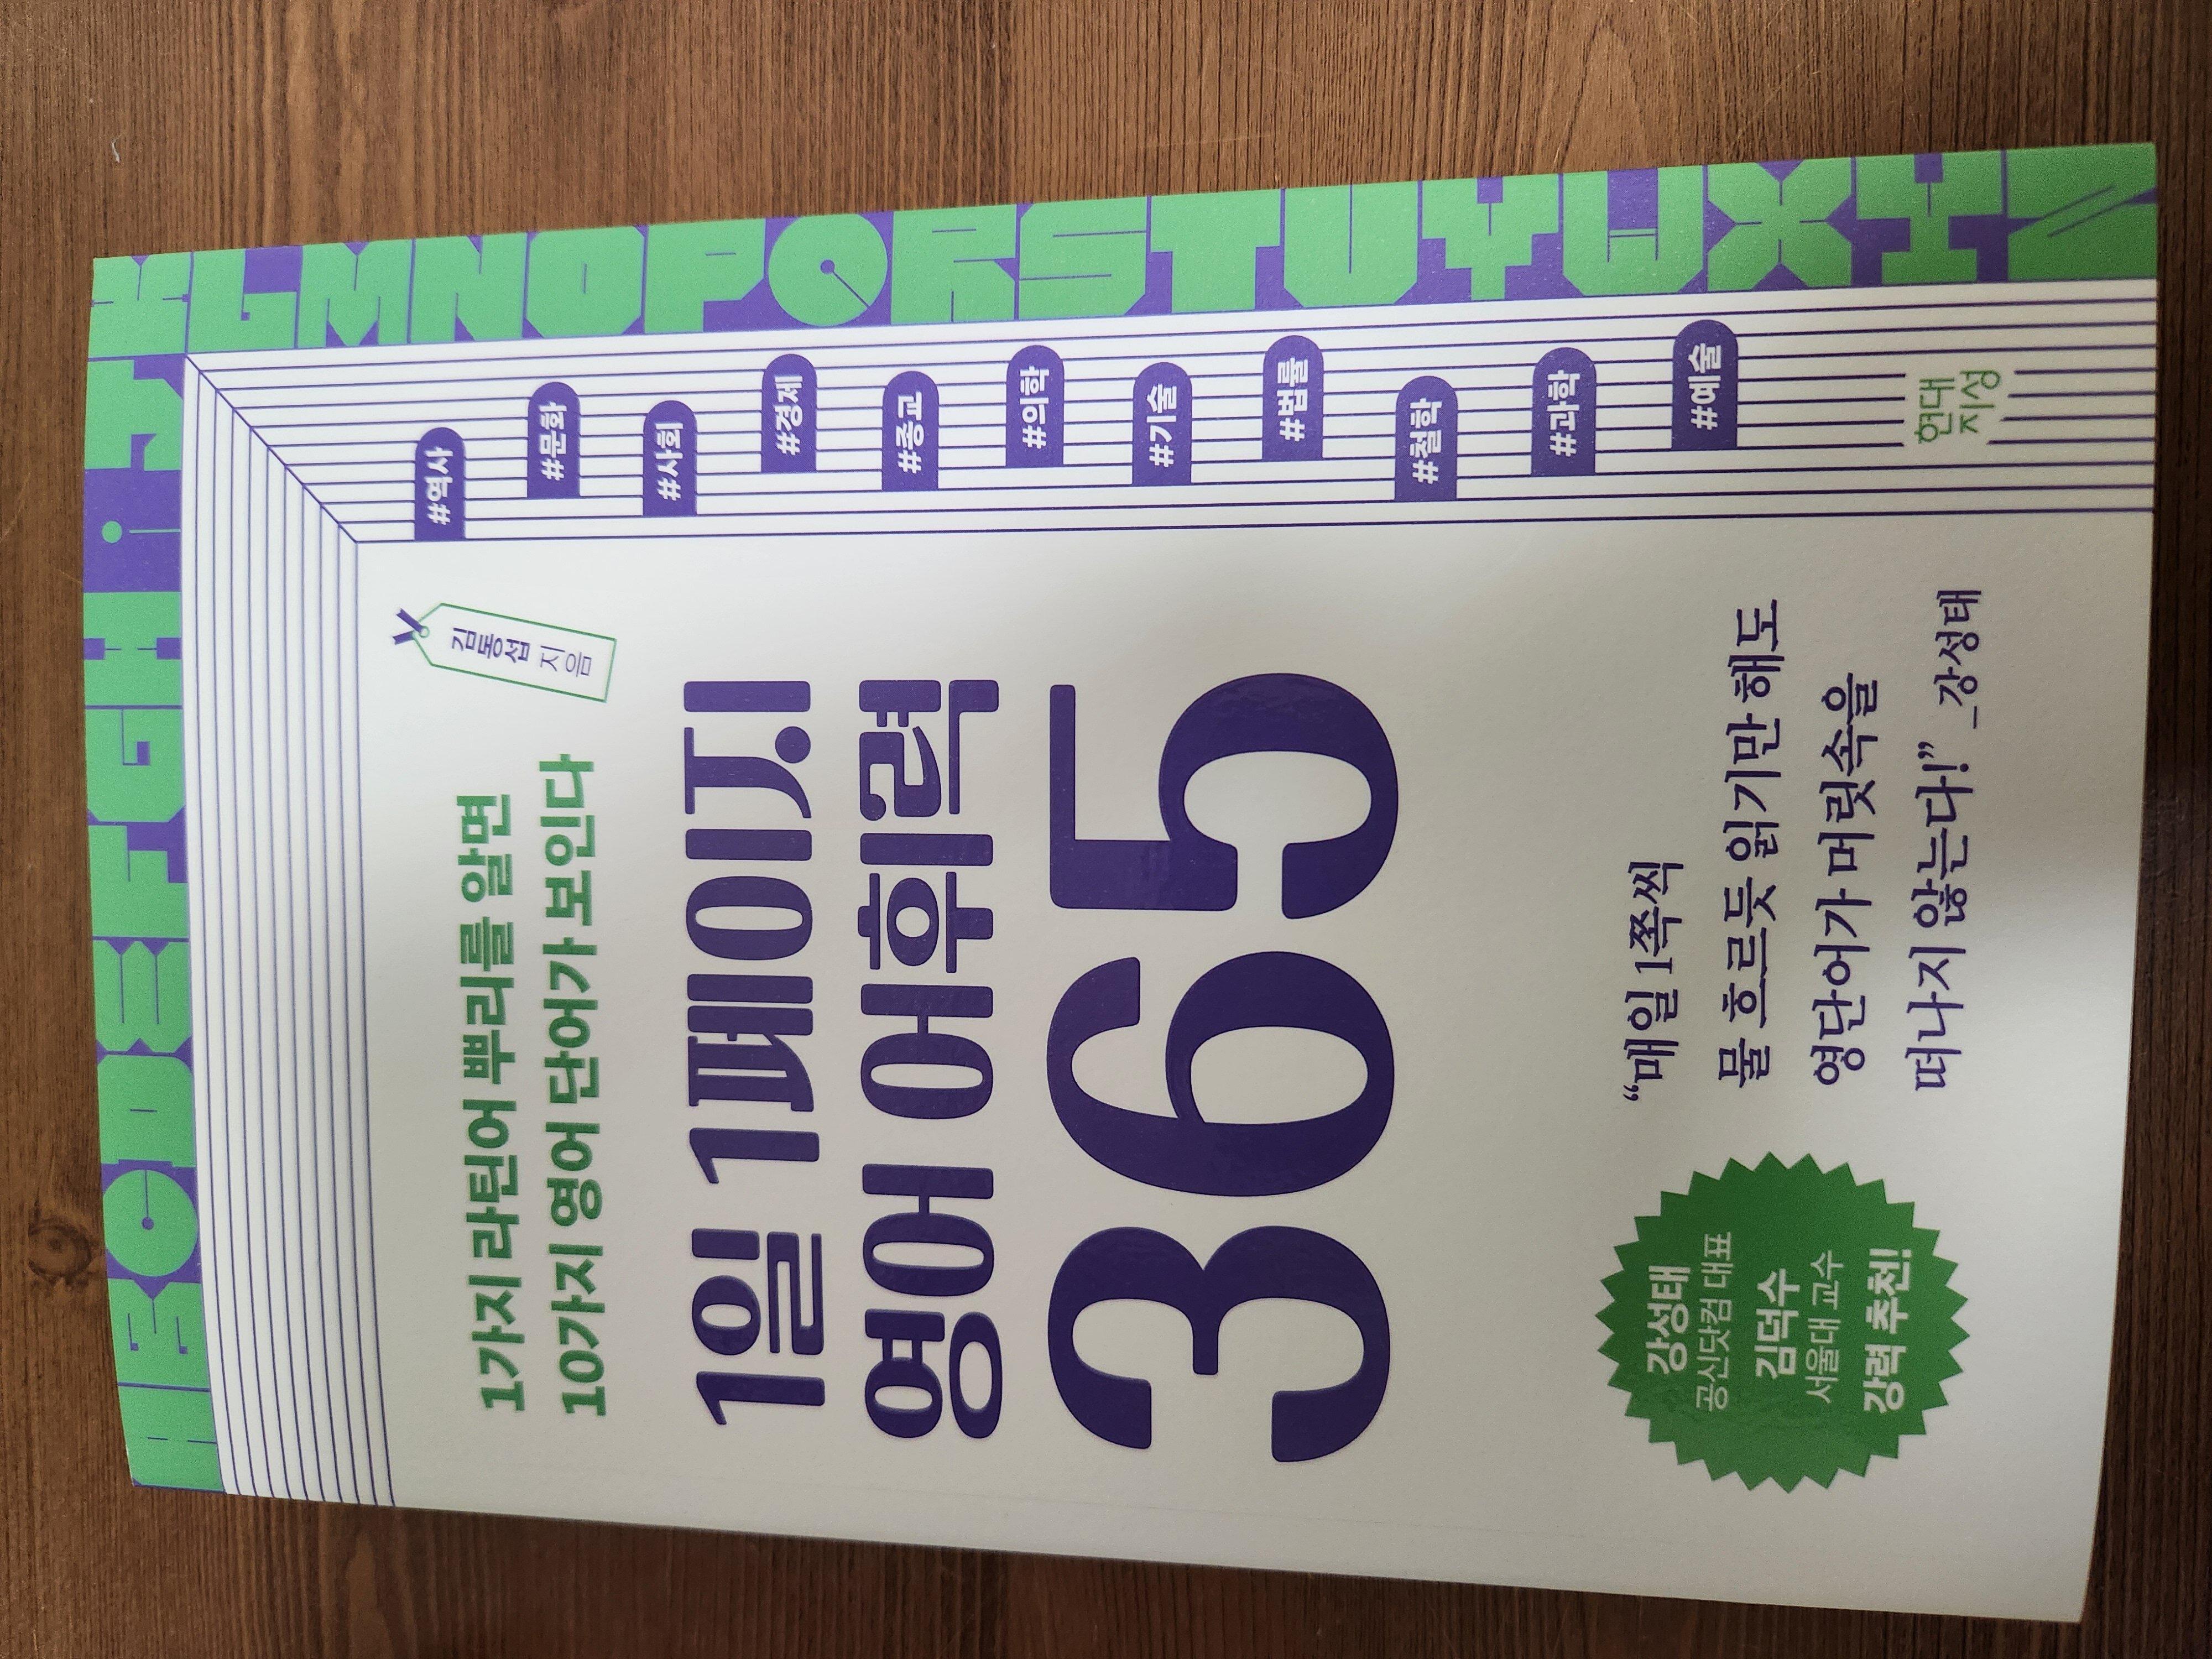 ABCDEFGHIJK
LMNOPQRSTUVWXYZ
1가지 라틴어 뿌리를 알면
10가지 영어 단어가 보인다
김동섭 지음
1일 1페이지
영어 어휘력
365
#역사
#문화
#사회
#경제
#종교
#의학
#기술
#법률
#철학
#과학
#예술
강성태
공신닷컴 대표
김덕수
서울대 교수
강력 추천!
“매일 1쪽씩
물 흐르듯 읽기만 해도
영단어가 머릿속을
떠나지 않는다!” _강성태
현대
지성